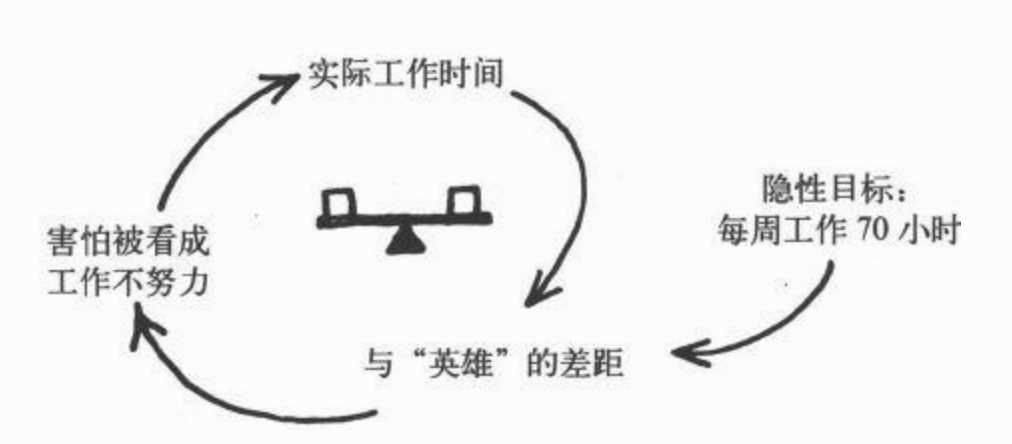 实际工作时间
隐性目标：
每周工作 70 小时
害怕被看成
工作不努力
与“英雄”的差距